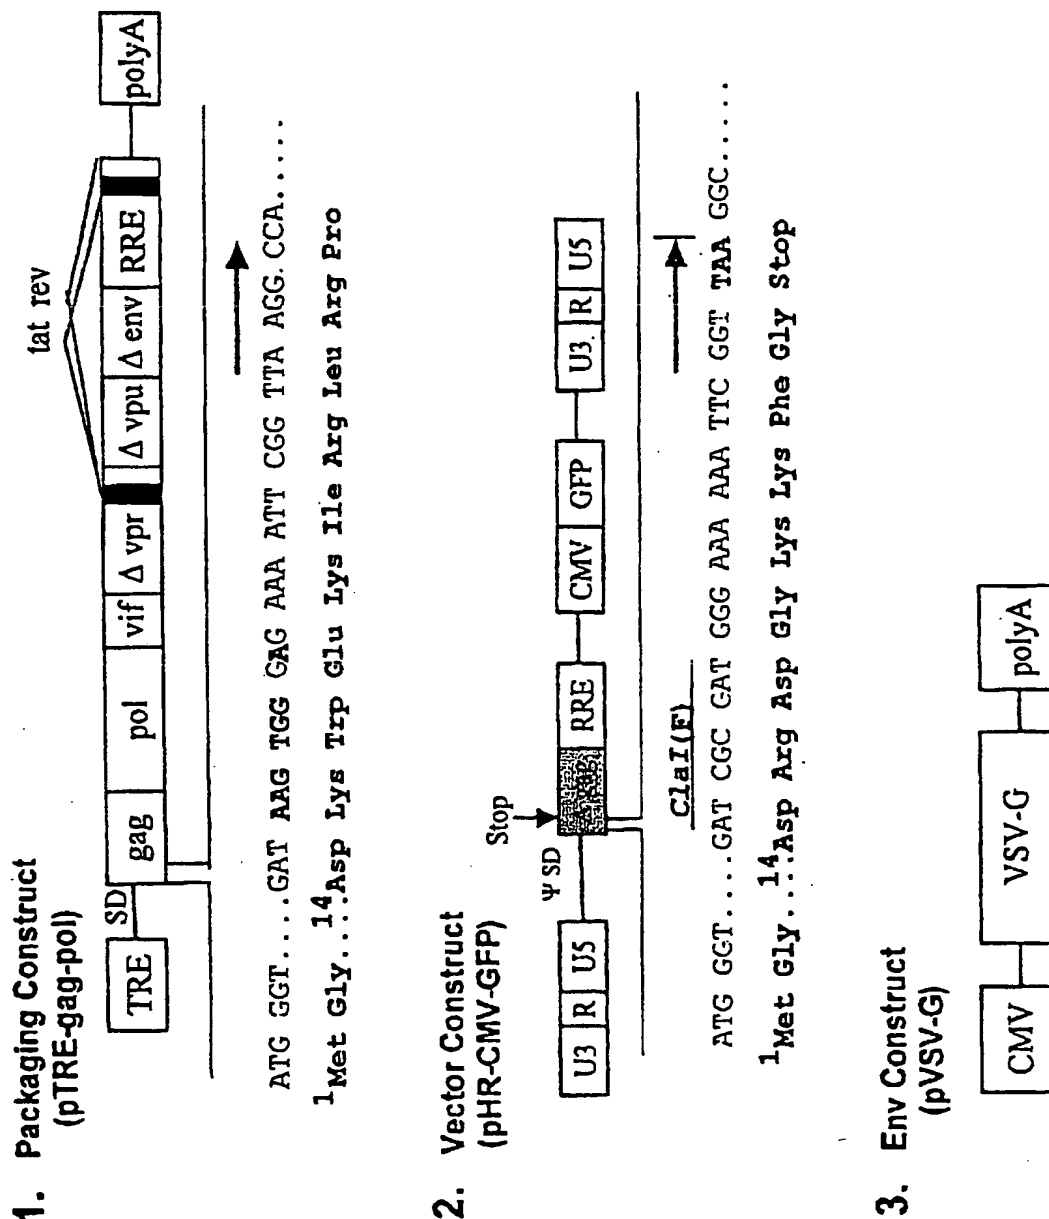 1. Packaging Construct
(pTRE-gag-pol)
tat rev
TRE SD gag pol vif Δ vpr Δ vpu Δ env RRE polyA
ATG GGT...GAT AAG TGG GAG AAA ATT CGG TTA AGG.CCA.....
1Met Gly...14Asp Lys Trp Glu Lys Ile Arg Leu Arg Pro
2. Vector Construct
(pHR-CMV-GFP)
Stop
U3 R U5 Ψ SD RRE CMV GFP U3. R U5
ClaI(F)
ATG GGT....GAT CGC GAT GGG AAA AAA TTC GGT TAA GGC.....
1Met Gly..14Asp Arg Asp Gly Lys Lys Phe Gly Stop
3. Env Construct
(pVSV-G)
CMV VSV-G polyA